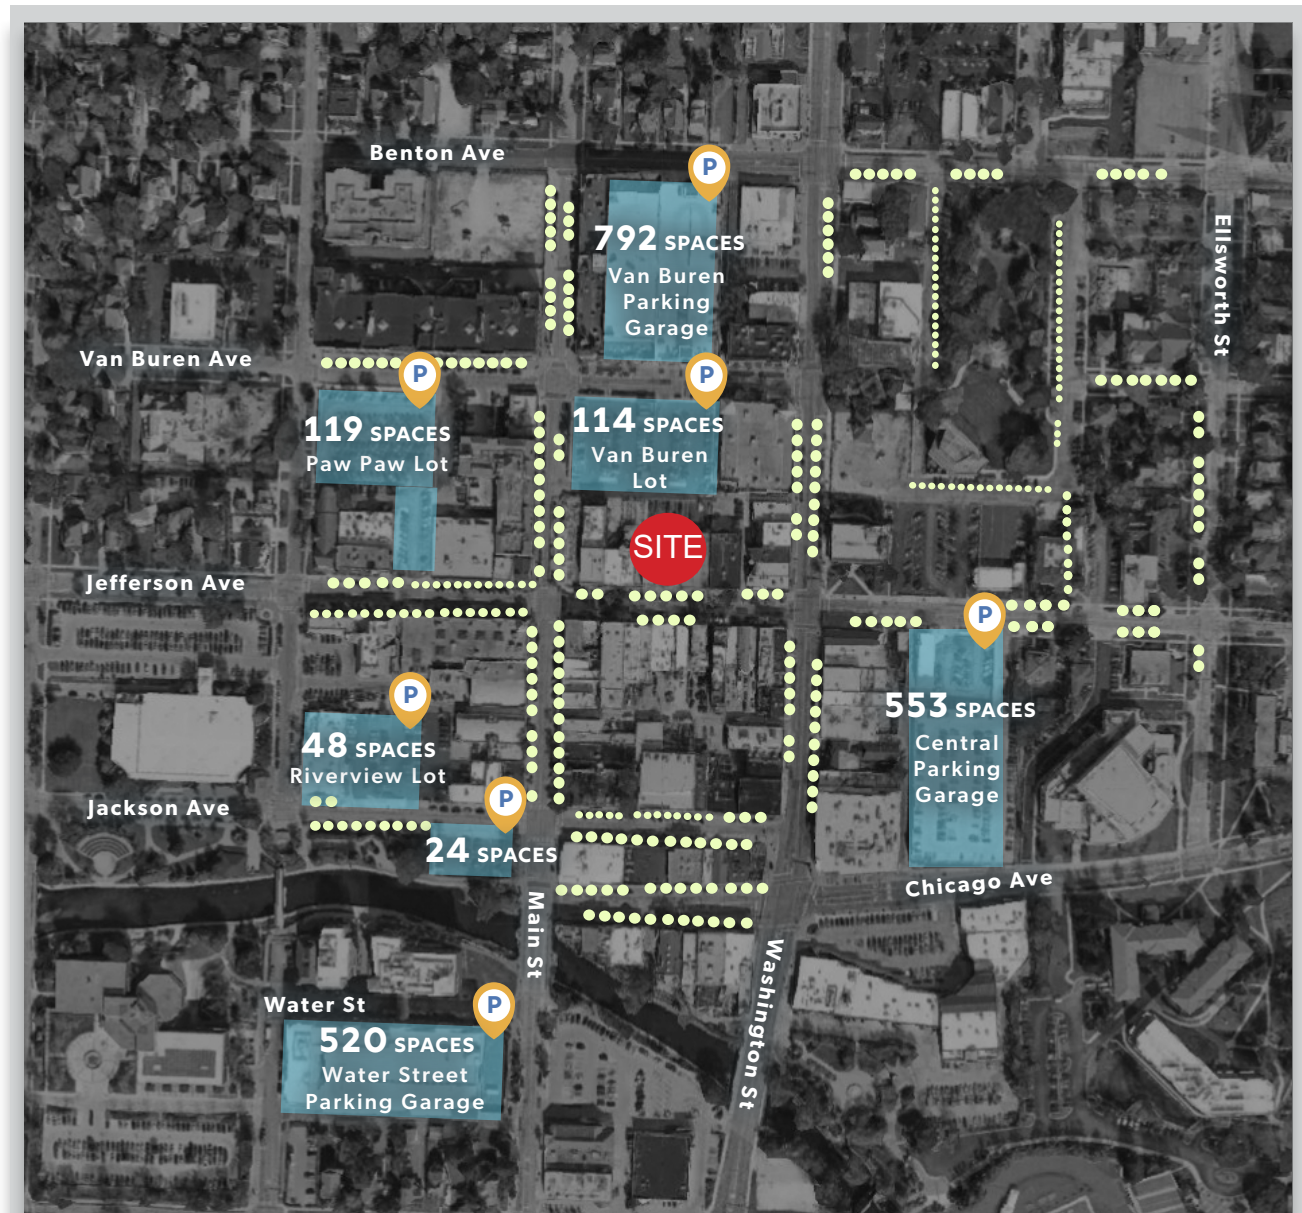 Benton Ave
P
792 SPACES
Van Buren
Parking
Garage
Ellsworth St
Van Buren Ave
P
119 SPACES
Paw Paw Lot
P
114 SPACES
Van Buren
Lot
SITE
Jefferson Ave
P
553 SPACES
Central
Parking
Garage
P
48 SPACES
Riverview Lot
Jackson Ave
P
24 SPACES
Chicago Ave
Main St
Washington St
Water St
P
520 SPACES
Water Street
Parking Garage